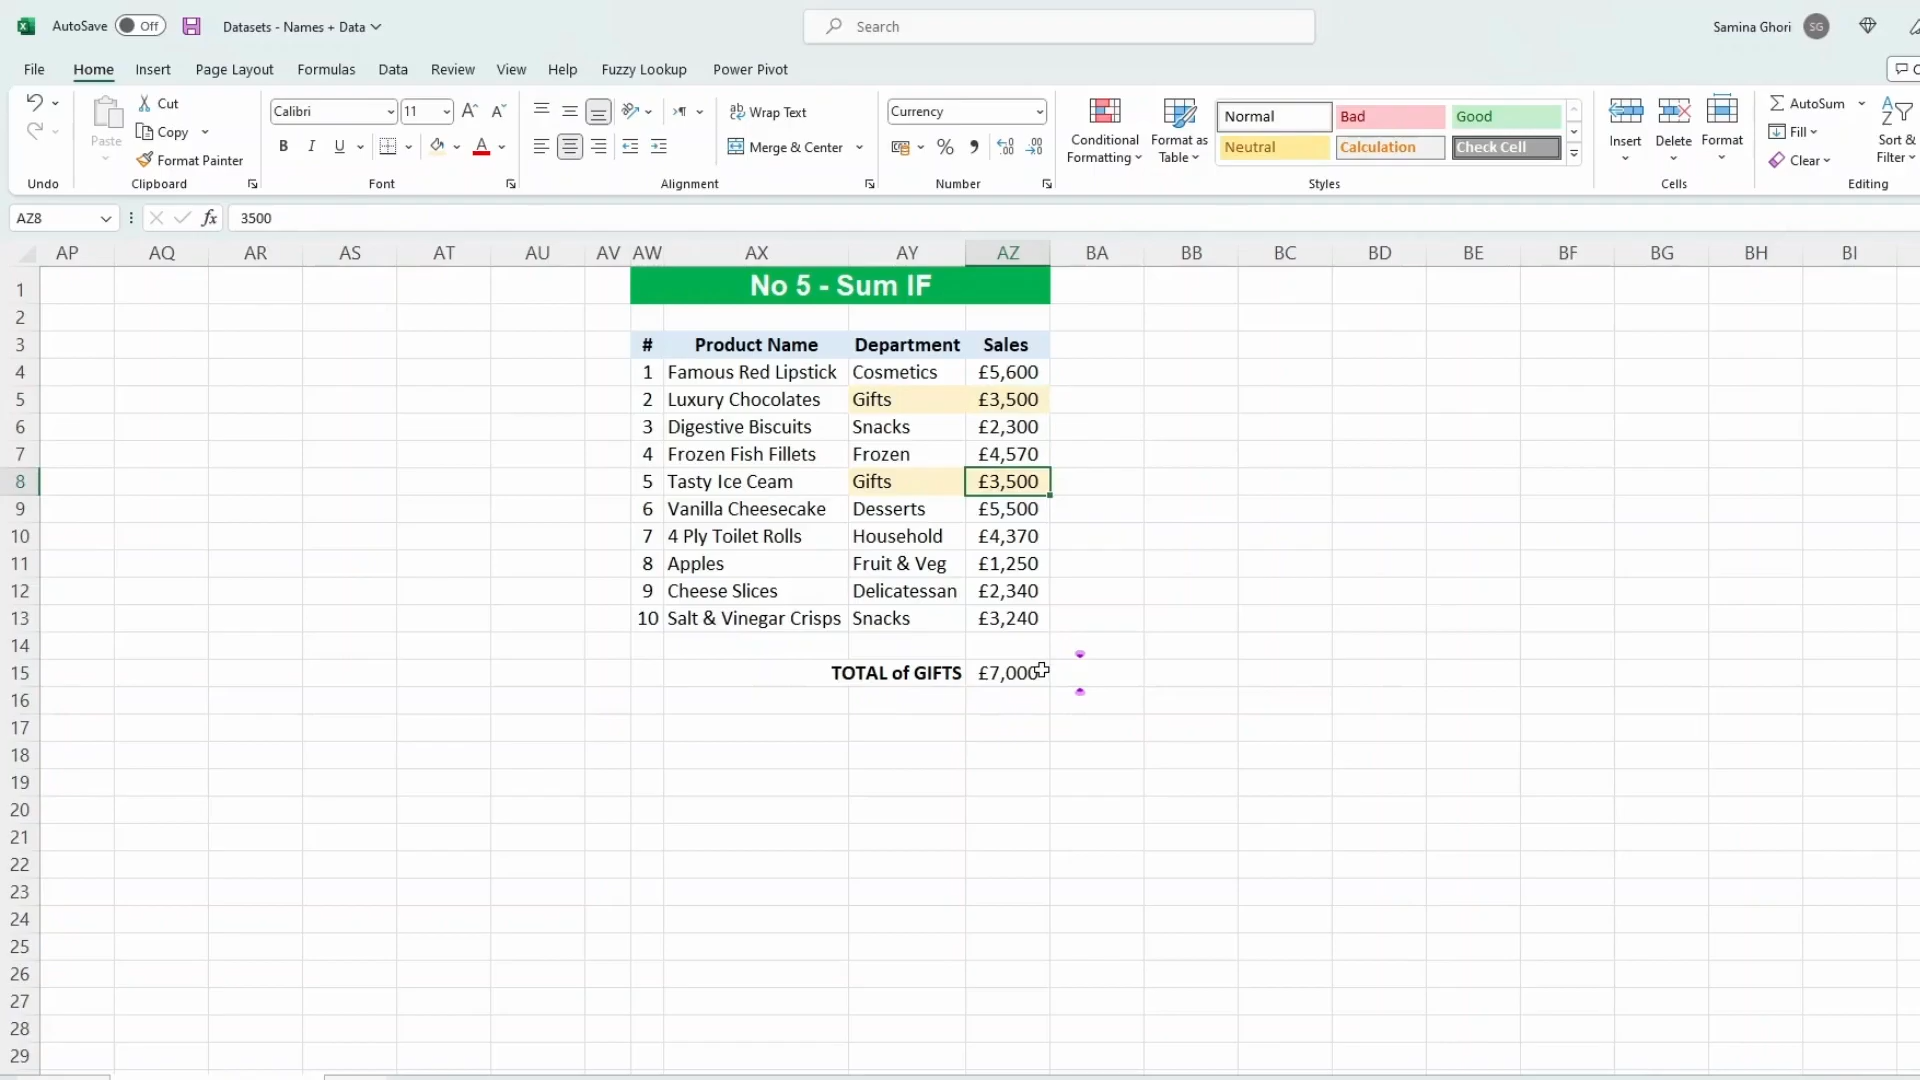 AutoSave Off Datasets - Names + Data Search Samina Ghori SG
File Home Insert Page Layout Formulas Data Review View Help Fuzzy Lookup Power Pivot
Paste Cut Copy Format Painter
Calibri 11 A A
B I U A
Wrap Text
Merge & Center
Currency
% ,
Conditional Formatting
Format as Table
Normal Bad Good
Neutral Calculation Check Cell
Insert Delete Format
AutoSum
Fill
Clear
Sort & Filter
Undo Clipboard Font Alignment Number Styles Cells Editing
AZ8 fx 3500
AP AQ AR AS AT AU AV AW AX AY AZ BA BB BC BD BE BF BG BH BI
1 No 5 - Sum IF
2
3 # Product Name Department Sales
4 1 Famous Red Lipstick Cosmetics £5,600
5 2 Luxury Chocolates Gifts £3,500
6 3 Digestive Biscuits Snacks £2,300
7 4 Frozen Fish Fillets Frozen £4,570
8 5 Tasty Ice Ceam Gifts £3,500
9 6 Vanilla Cheesecake Desserts £5,500
10 7 4 Ply Toilet Rolls Household £4,370
11 8 Apples Fruit & Veg £1,250
12 9 Cheese Slices Delicatessan £2,340
13 10 Salt & Vinegar Crisps Snacks £3,240
14
15 TOTAL of GIFTS £7,000
16
17
18
19
20
21
22
23
24
25
26
27
28
29